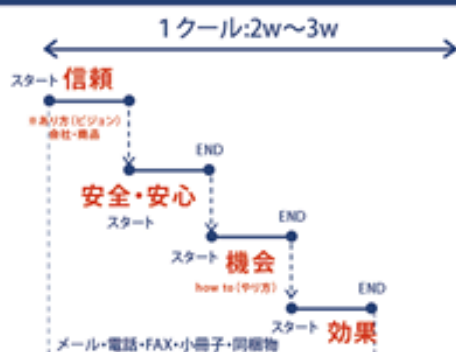 1クール:2w〜3w
スタート 信頼
※あり方(ビジョン)
会社・商品
END
安全・安心
スタート
END
スタート 機会
how to(やり方)
END
スタート 効果
メール・電話・FAX・小冊子・同梱物